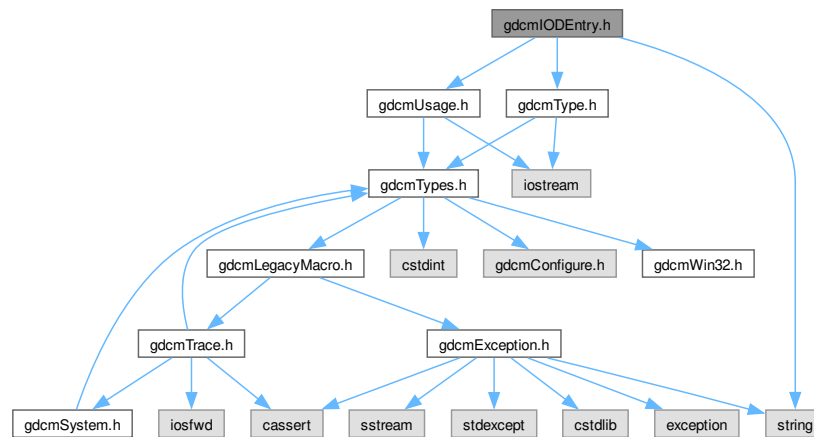 gdcmIODEntry.h
gdcmUsage.h
gdcmType.h
gdcmTypes.h
iostream
gdcmLegacyMacro.h
cstdint
gdcmConfigure.h
gdcmWin32.h
gdcmTrace.h
gdcmException.h
gdcmSystem.h
iosfwd
cassert
sstream
stdexcept
cstdlib
exception
string